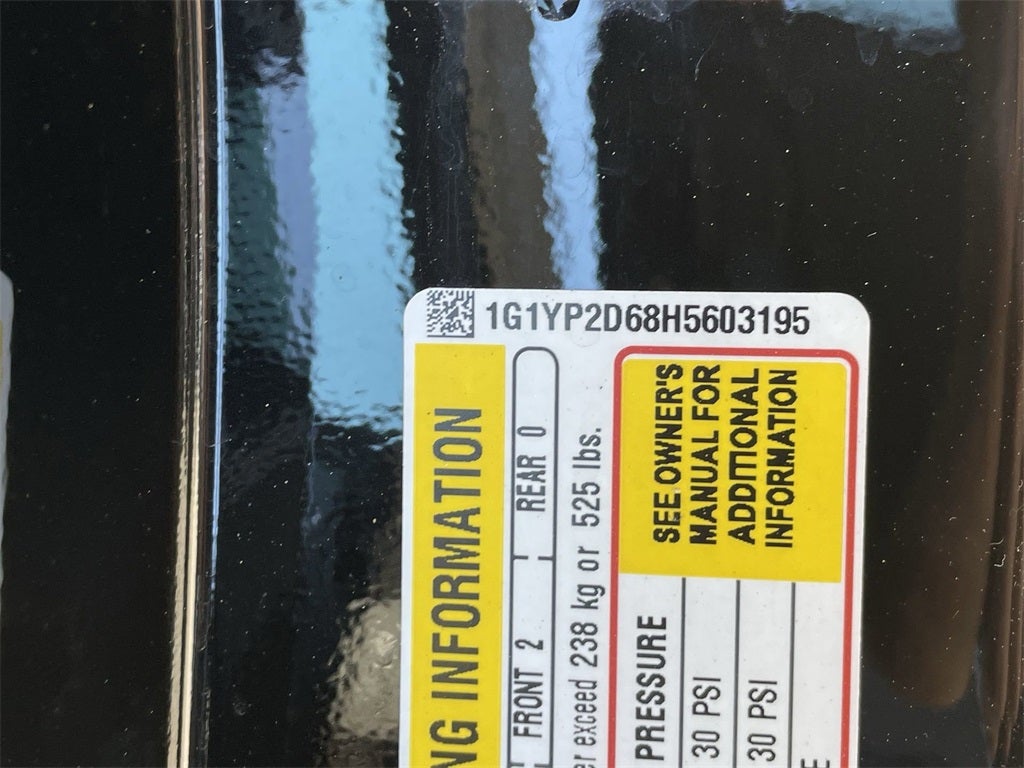 1G1YP2D68H5603195
NG INFORMATION
FRONT 2 REAR 0
er exceed 238 kg or 525 lbs.
PRESSURE
30 PSI
30 PSI
SEE OWNER'S
MANUAL FOR
ADDITIONAL
INFORMATION